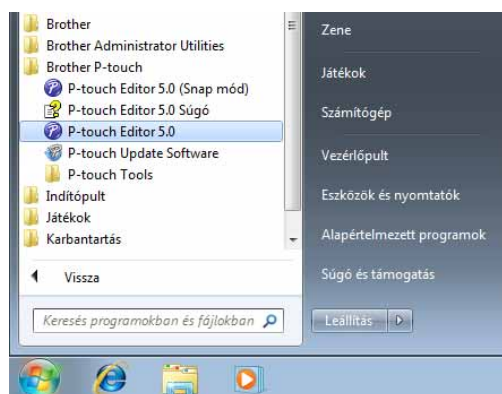 Brother
Brother Administrator Utilities
Brother P-touch
P-touch Editor 5.0 (Snap mód)
P-touch Editor 5.0 Súgó
P-touch Editor 5.0
P-touch Update Software
P-touch Tools
Indítópult
Játékok
Karbantartás
Vissza
Keresés programokban és fájlokban
Zene
Játékok
Számítógép
Vezérlőpult
Eszközök és nyomtatók
Alapértelmezett programok
Súgó és támogatás
Leállítás